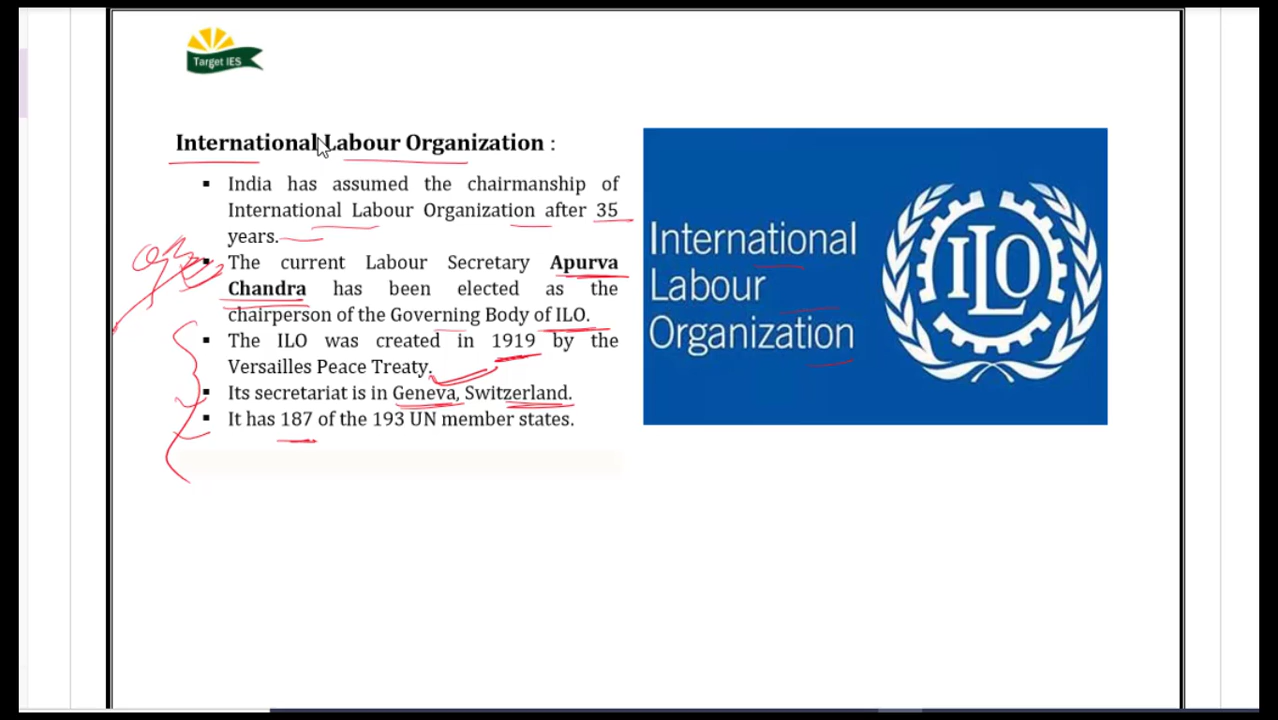 Target IES
International Labour Organization :
▪ India has assumed the chairmanship of
International Labour Organization after 35
years.
▪ The current Labour Secretary Apurva
Chandra has been elected as the
chairperson of the Governing Body of ILO.
▪ The ILO was created in 1919 by the
Versailles Peace Treaty.
▪ Its secretariat is in Geneva, Switzerland.
▪ It has 187 of the 193 UN member states.
International
Labour
Organization
ILO